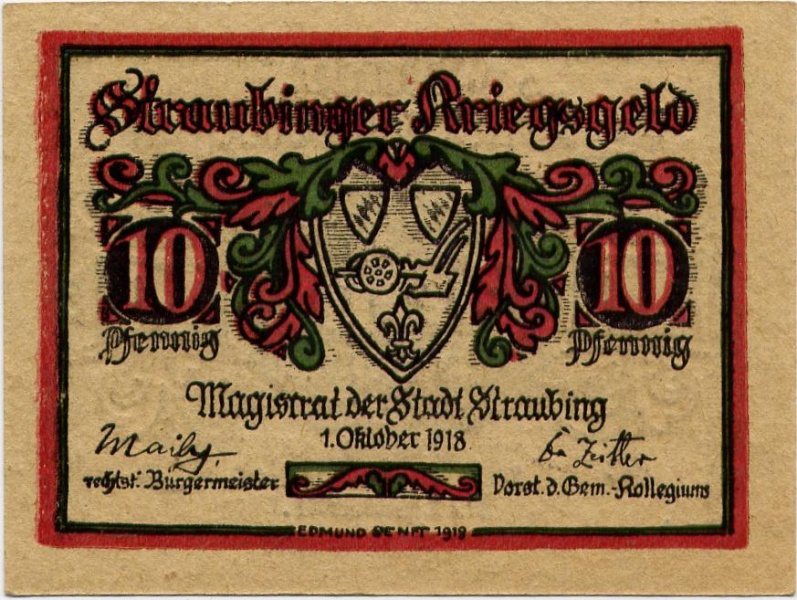 Straubinger Kriegsgeld
10 10
Pfennig Pfennig
Magistrat der Stadt Straubing
1. Oktober 1918
rechtsk. Bürgermeister Vorst. d. Gem.-Kollegiums
EDMUND SENFT 1919